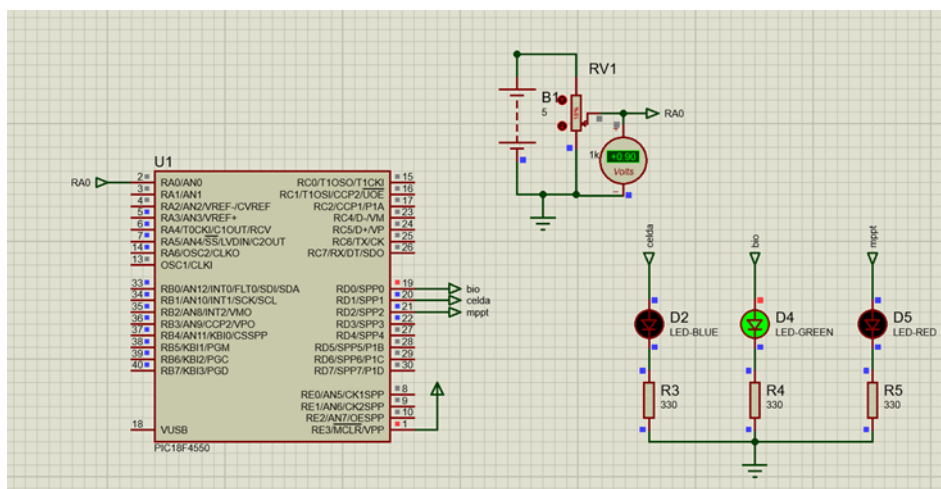 RV1
B1
5
18%
1k
+0.90
Volts
RA0
U1
RA0
2 RA0/AN0
3 RA1/AN1
4 RA2/AN2/VREF-/CVREF
5 RA3/AN3/VREF+
6 RA4/T0CKI/C1OUT/RCV
7 RA5/AN4/SS/LVDIN/C2OUT
14 RA6/OSC2/CLKO
13 OSC1/CLKI
33 RB0/AN12/INT0/FLT0/SDI/SDA
34 RB1/AN10/INT1/SCK/SCL
35 RB2/AN8/INT2/VMO
36 RB3/AN9/CCP2/VPO
37 RB4/AN11/KBI0/CSSPP
38 RB5/KBI1/PGM
39 RB6/KBI2/PGC
40 RB7/KBI3/PGD
18 VUSB
RC0/T1OSO/T1CKI 15
RC1/T1OSI/CCP2/UOE 16
RC2/CCP1/P1A 17
RC4/D-/VM 23
RC5/D+/VP 24
RC6/TX/CK 25
RC7/RX/DT/SDO 26
RD0/SPP0 19 bio
RD1/SPP1 20 celda
RD2/SPP2 21 mppt
RD3/SPP3 22
RD4/SPP4 27
RD5/SPP5/P1B 28
RD6/SPP6/P1C 29
RD7/SPP7/P1D 30
RE0/AN5/CK1SPP 8
RE1/AN6/CK2SPP 9
RE2/AN7/OESPP 10
RE3/MCLR/VPP 1
PIC18F4550
celda
bio
mppt
D2
LED-BLUE
D4
LED-GREEN
D5
LED-RED
R3
330
R4
330
R5
330